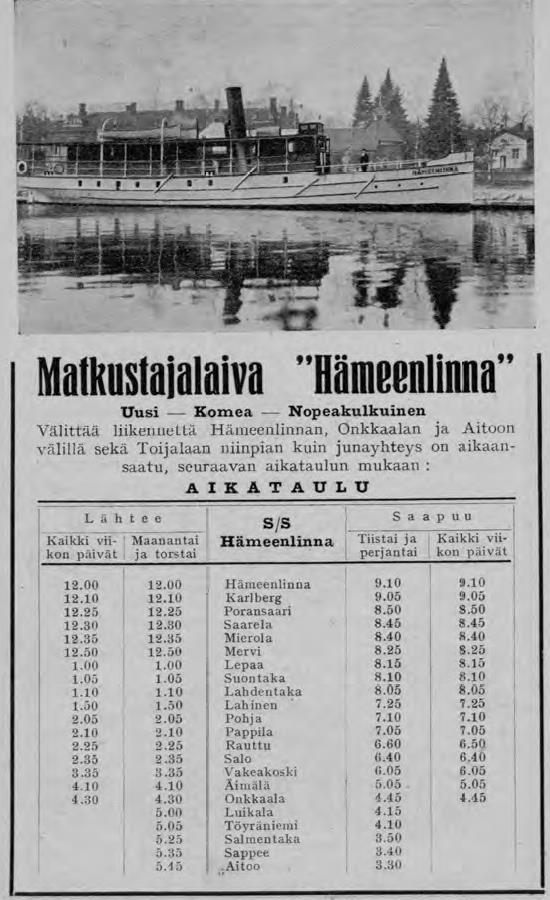 HÄMEENLINNA
Matkustajalaiva "Hämeenlinna"
Uusi — Komea — Nopeakulkuinen
Välittää liikennettä Hämeenlinnan, Onkkaalan ja Aitoon
välillä sekä Toijalaan niinpian kuin junayhteys on aikaan-
saatu, seuraavan aikataulun mukaan :
AIKATAULU
Lähtee S/S Hämeenlinna Saapuu
Kaikki vii-kon päivät Maanantai ja torstai Tiistai ja perjantai Kaikki vii-kon päivät
12.00 12.00 Hämeenlinna 9.10 9.10
12.10 12.10 Karlberg 9.05 9.05
12.25 12.25 Poransaari 8.50 8.50
12.30 12.30 Saarela 8.45 8.45
12.35 12.35 Mierola 8.40 8.40
12.50 12.50 Mervi 8.25 8.25
1.00 1.00 Lepaa 8.15 8.15
1.05 1.05 Suontaka 8.10 8.10
1.10 1.10 Lahdentaka 8.05 8.05
1.50 1.50 Lahinen 7.25 7.25
2.05 2.05 Pohja 7.10 7.10
2.10 2.10 Pappila 7.05 7.05
2.25 2.25 Rauttu 6.60 6.50
2.35 2.35 Salo 6.40 6.40
3.35 3.35 Vakeakoski 6.05 6.05
4.10 4.10 Äimälä 5.05 5.05
4.30 4.30 Onkkaala 4.45 4.45
5.00 Luikala 4.15
5.05 Töyräniemi 4.10
5.25 Salmentaka 3.50
5.35 Sappee 3.40
5.45 Aitoo 3.30